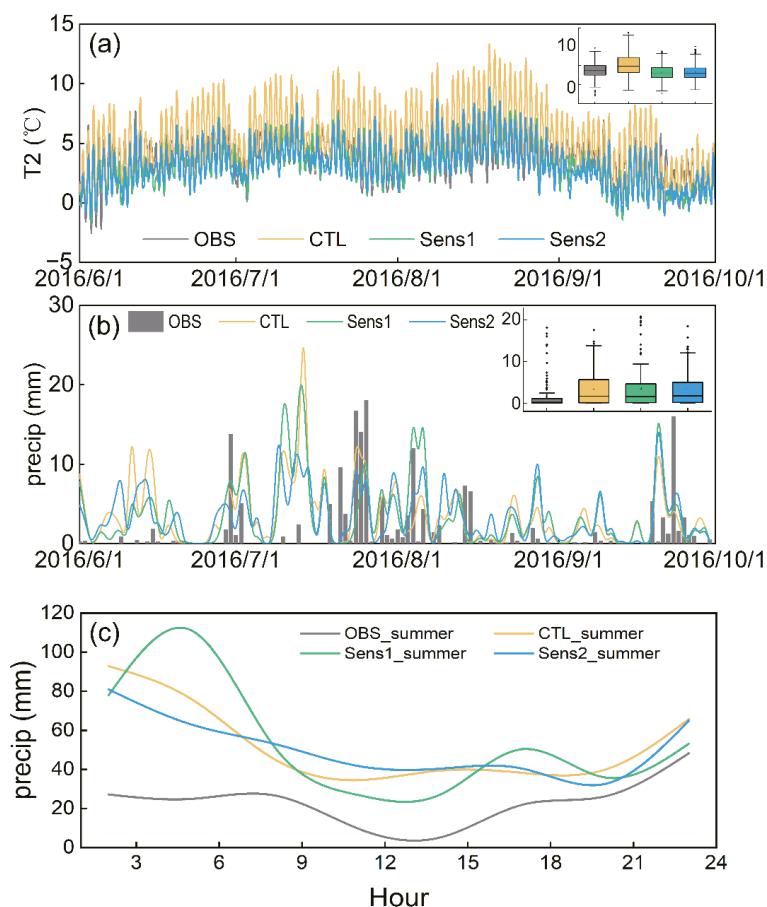 (a)
15
10
5
0
−5
T2 (℃)
10
0
OBS CTL Sens1 Sens2
2016/6/1 2016/7/1 2016/8/1 2016/9/1 2016/10/1
(b)
30
20
10
0
precip (mm)
OBS CTL Sens1 Sens2
20
10
0
2016/6/1 2016/7/1 2016/8/1 2016/9/1 2016/10/1
(c)
120
100
80
60
40
20
0
precip (mm)
OBS_summer CTL_summer
Sens1_summer Sens2_summer
3 6 9 12 15 18 21 24
Hour